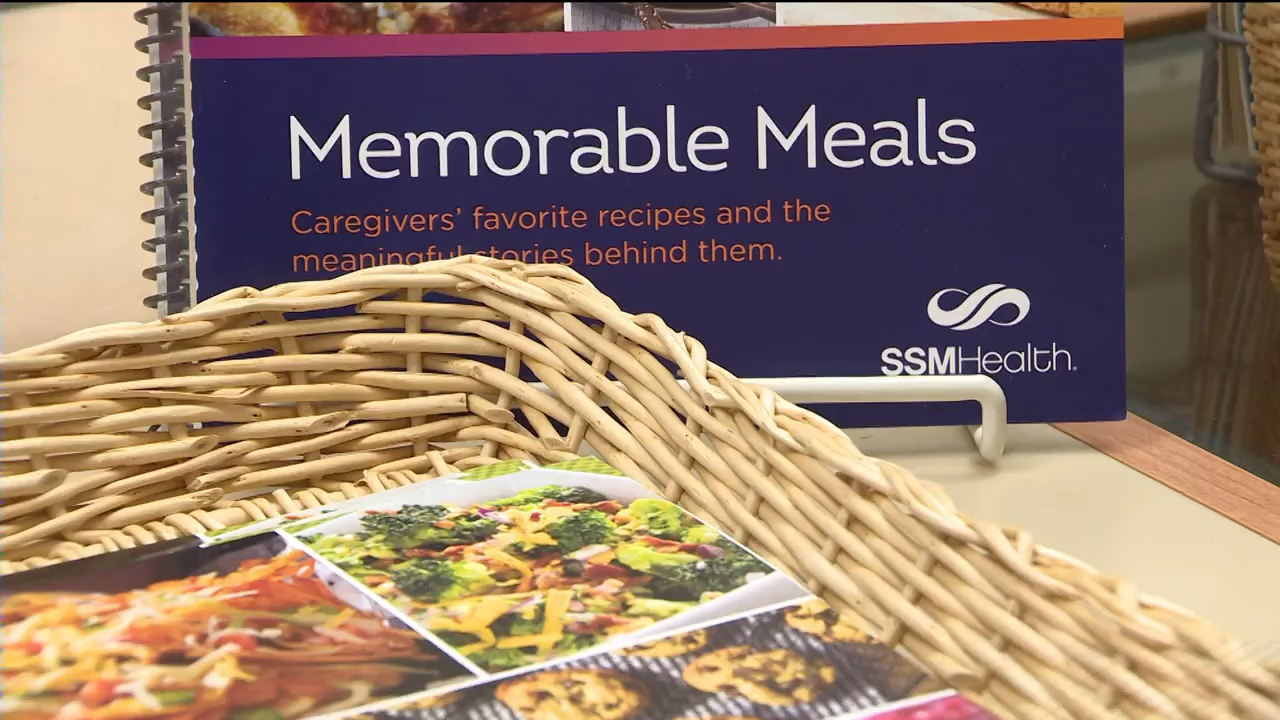 Memorable Meals
Caregivers’ favorite recipes and the
meaningful stories behind them.
SSMHealth®